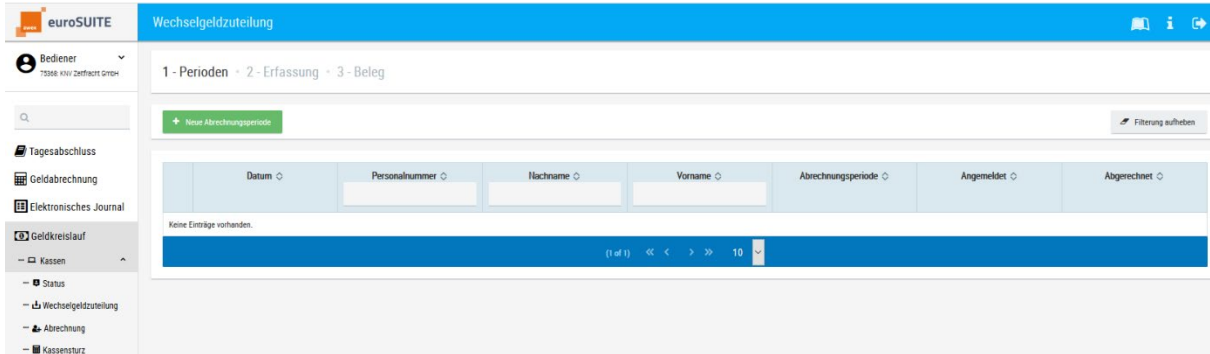 euroSUITE
Wechselgeldzuteilung
Bediener
75368: KNV Zeitfracht GmbH
1 - Perioden • 2 - Erfassung • 3 - Beleg
+ Neue Abrechnungsperiode
Filterung aufheben
Tagesabschluss
Geldabrechnung
Elektronisches Journal
Geldkreislauf
Kassen
Status
Wechselgeldzuteilung
Abrechnung
Kassensturz
Datum Personalnummer Nachname Vorname Abrechnungsperiode Angemeldet Abgerechnet
Keine Einträge vorhanden.
(1 of 1) « < > » 10